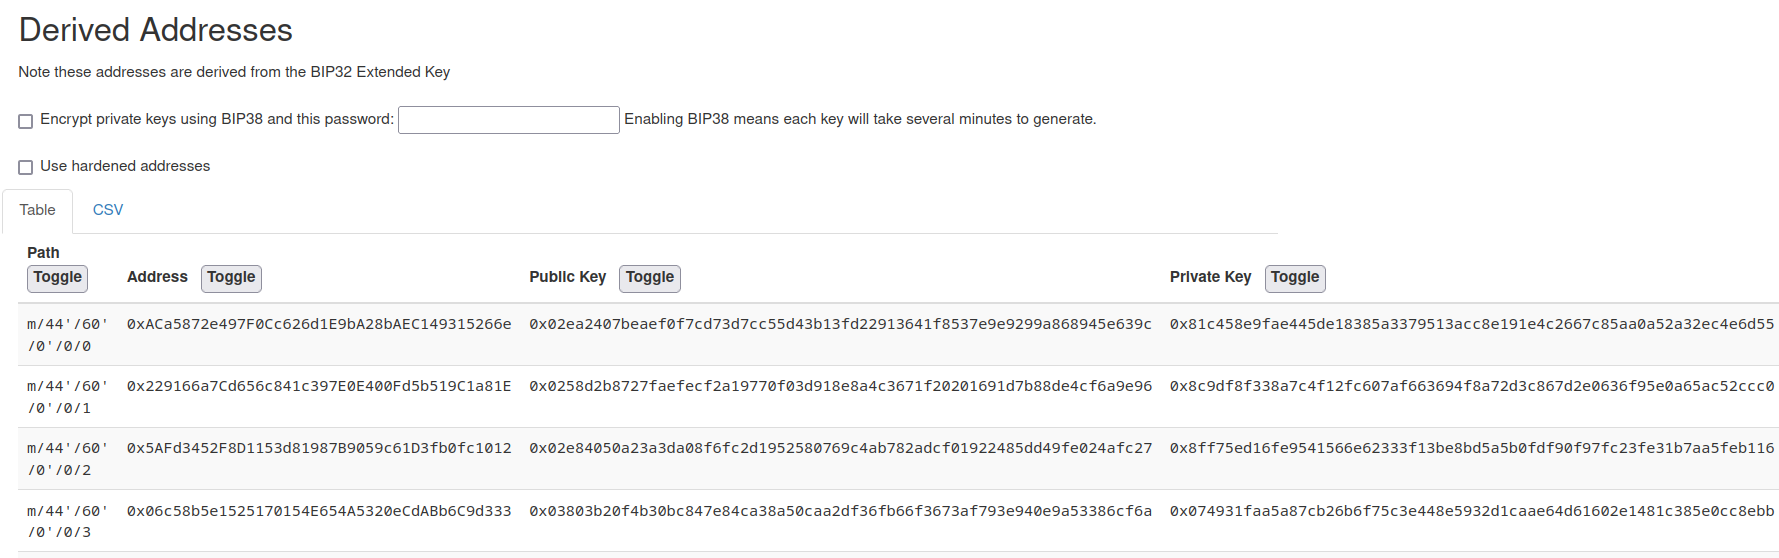 Derived Addresses
Note these addresses are derived from the BIP32 Extended Key
Encrypt private keys using BIP38 and this password: Enabling BIP38 means each key will take several minutes to generate.
Use hardened addresses
Table CSV
Path
Toggle Address Toggle Public Key Toggle Private Key Toggle
m/44'/60' 0xACa5872e497F0Cc626d1E9bA28bAEC149315266e 0x02ea2407beaef0f7cd73d7cc55d43b13fd22913641f8537e9e9299a868945e639c 0x81c458e9fae445de18385a3379513acc8e191e4c2667c85aa0a52a32ec4e6d55
/0'/0/0
m/44'/60' 0x229166a7Cd656c841c397E0E400Fd5b519C1a81E 0x0258d2b8727faefecf2a19770f03d918e8a4c3671f20201691d7b88de4cf6a9e96 0x8c9df8f338a7c4f12fc607af663694f8a72d3c867d2e0636f95e0a65ac52ccc0
/0'/0/1
m/44'/60' 0x5AFd3452F8D1153d81987B9059c61D3fb0fc1012 0x02e84050a23a3da08f6fc2d1952580769c4ab782adcf01922485dd49fe024afc27 0x8ff75ed16fe9541566e62333f13be8bd5a5b0fdf90f97fc23fe31b7aa5feb116
/0'/0/2
m/44'/60' 0x06c58b5e1525170154E654A5320eCdABb6C9d333 0x03803b20f4b30bc847e84ca38a50caa2df36fb66f3673af793e940e9a53386cf6a 0x074931faa5a87cb26b6f75c3e448e5932d1caae64d61602e1481c385e0cc8ebb
/0'/0/3